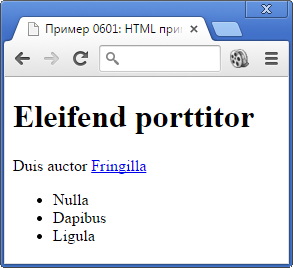 Пример 0601: HTML при
Eleifend porttitor
Duis auctor Fringilla
Nulla
Dapibus
Ligula